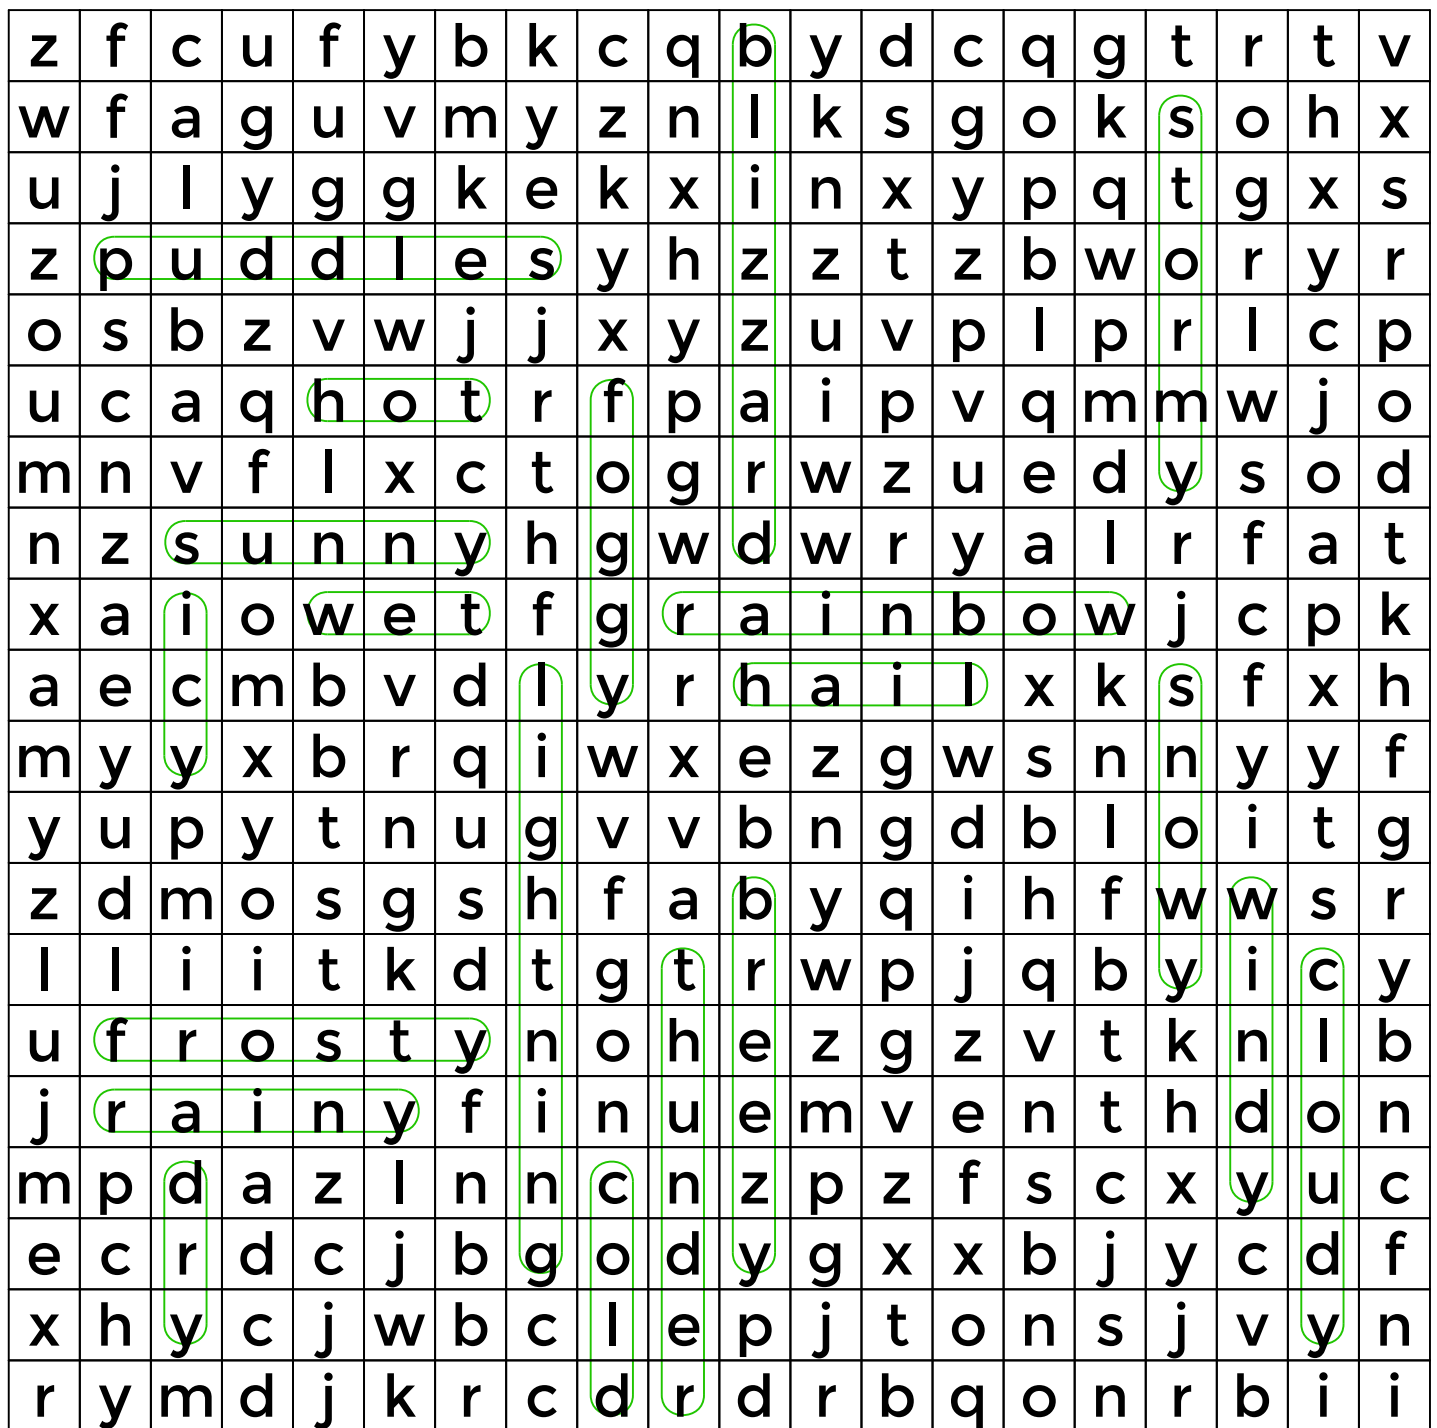 z f c u f y b k c q b y d c q g t r t v
w f a g u v m y z n l k s g o k s o h x
u j l y g g k e k x i n x y p q t g x s
z p u d d l e s y h z z t z b w o r y r
o s b z v w j j x y z u v p l p r l c p
u c a q h o t r f p a i p v q m m w j o
m n v f l x c t o g r w z u e d y s o d
n z s u n n y h g w d w r y a l r f a t
x a i o w e t f g r a i n b o w j c p k
a e c m b v d l y r h a i l x k s f x h
m y y x b r q i w x e z g w s n n y y f
y u p y t n u g v v b n g d b l o i t g
z d m o s g s h f a b y q i h f w w s r
l l i i t k d t g t r w p j q b y i c y
u f r o s t y n o h e z g z v t k n l b
j r a i n y f i n u e m v e n t h d o n
m p d a z l n n c n z p z f s c x y u c
e c r d c j b g o d y g x x b j y c d f
x h y c j w b c l e p j t o n s j v y n
r y m d j k r c d r d r b q o n r b i i